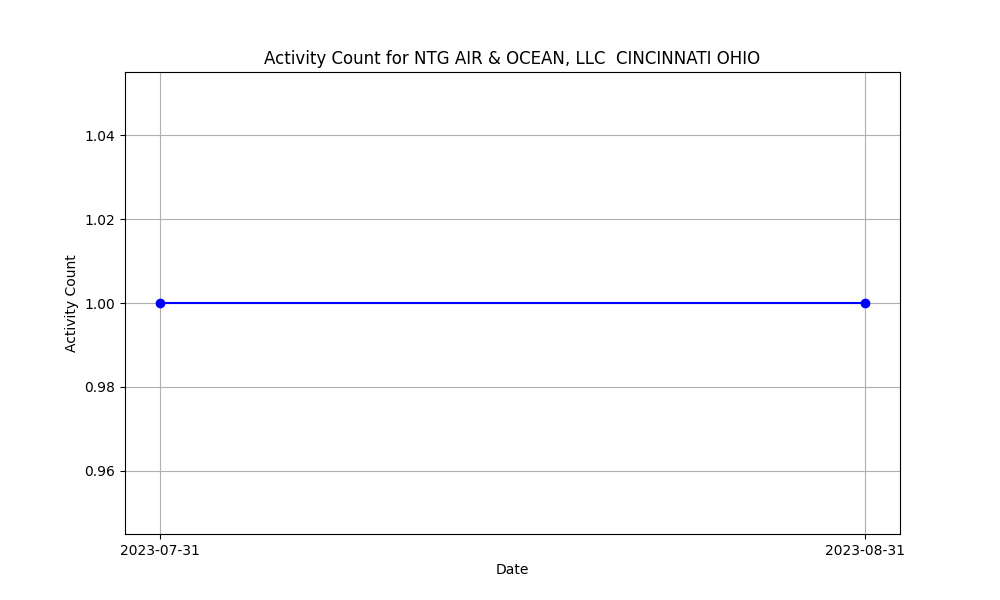 Activity Count for NTG AIR & OCEAN, LLC  CINCINNATI OHIO
1.04
1.02
1.00
0.98
0.96
Activity Count
2023-07-31
2023-08-31
Date